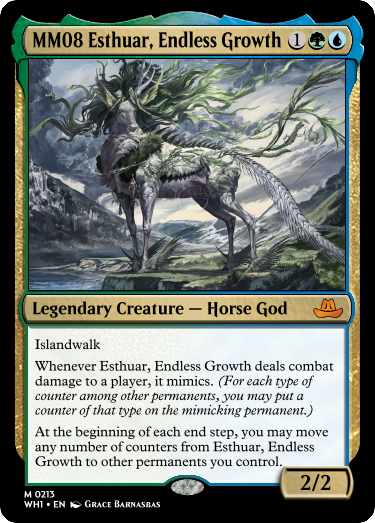 MM08 Esthuar, Endless Growth 1
Legendary Creature — Horse God
Islandwalk
Whenever Esthuar, Endless Growth deals combat
damage to a player, it mimics. (For each type of
counter among other permanents, you may put a
counter of that type on the mimicking permanent.)
At the beginning of each end step, you may move
any number of counters from Esthuar, Endless
Growth to other permanents you control.
2/2
M 0213
WH1 • EN Grace Barnasbas